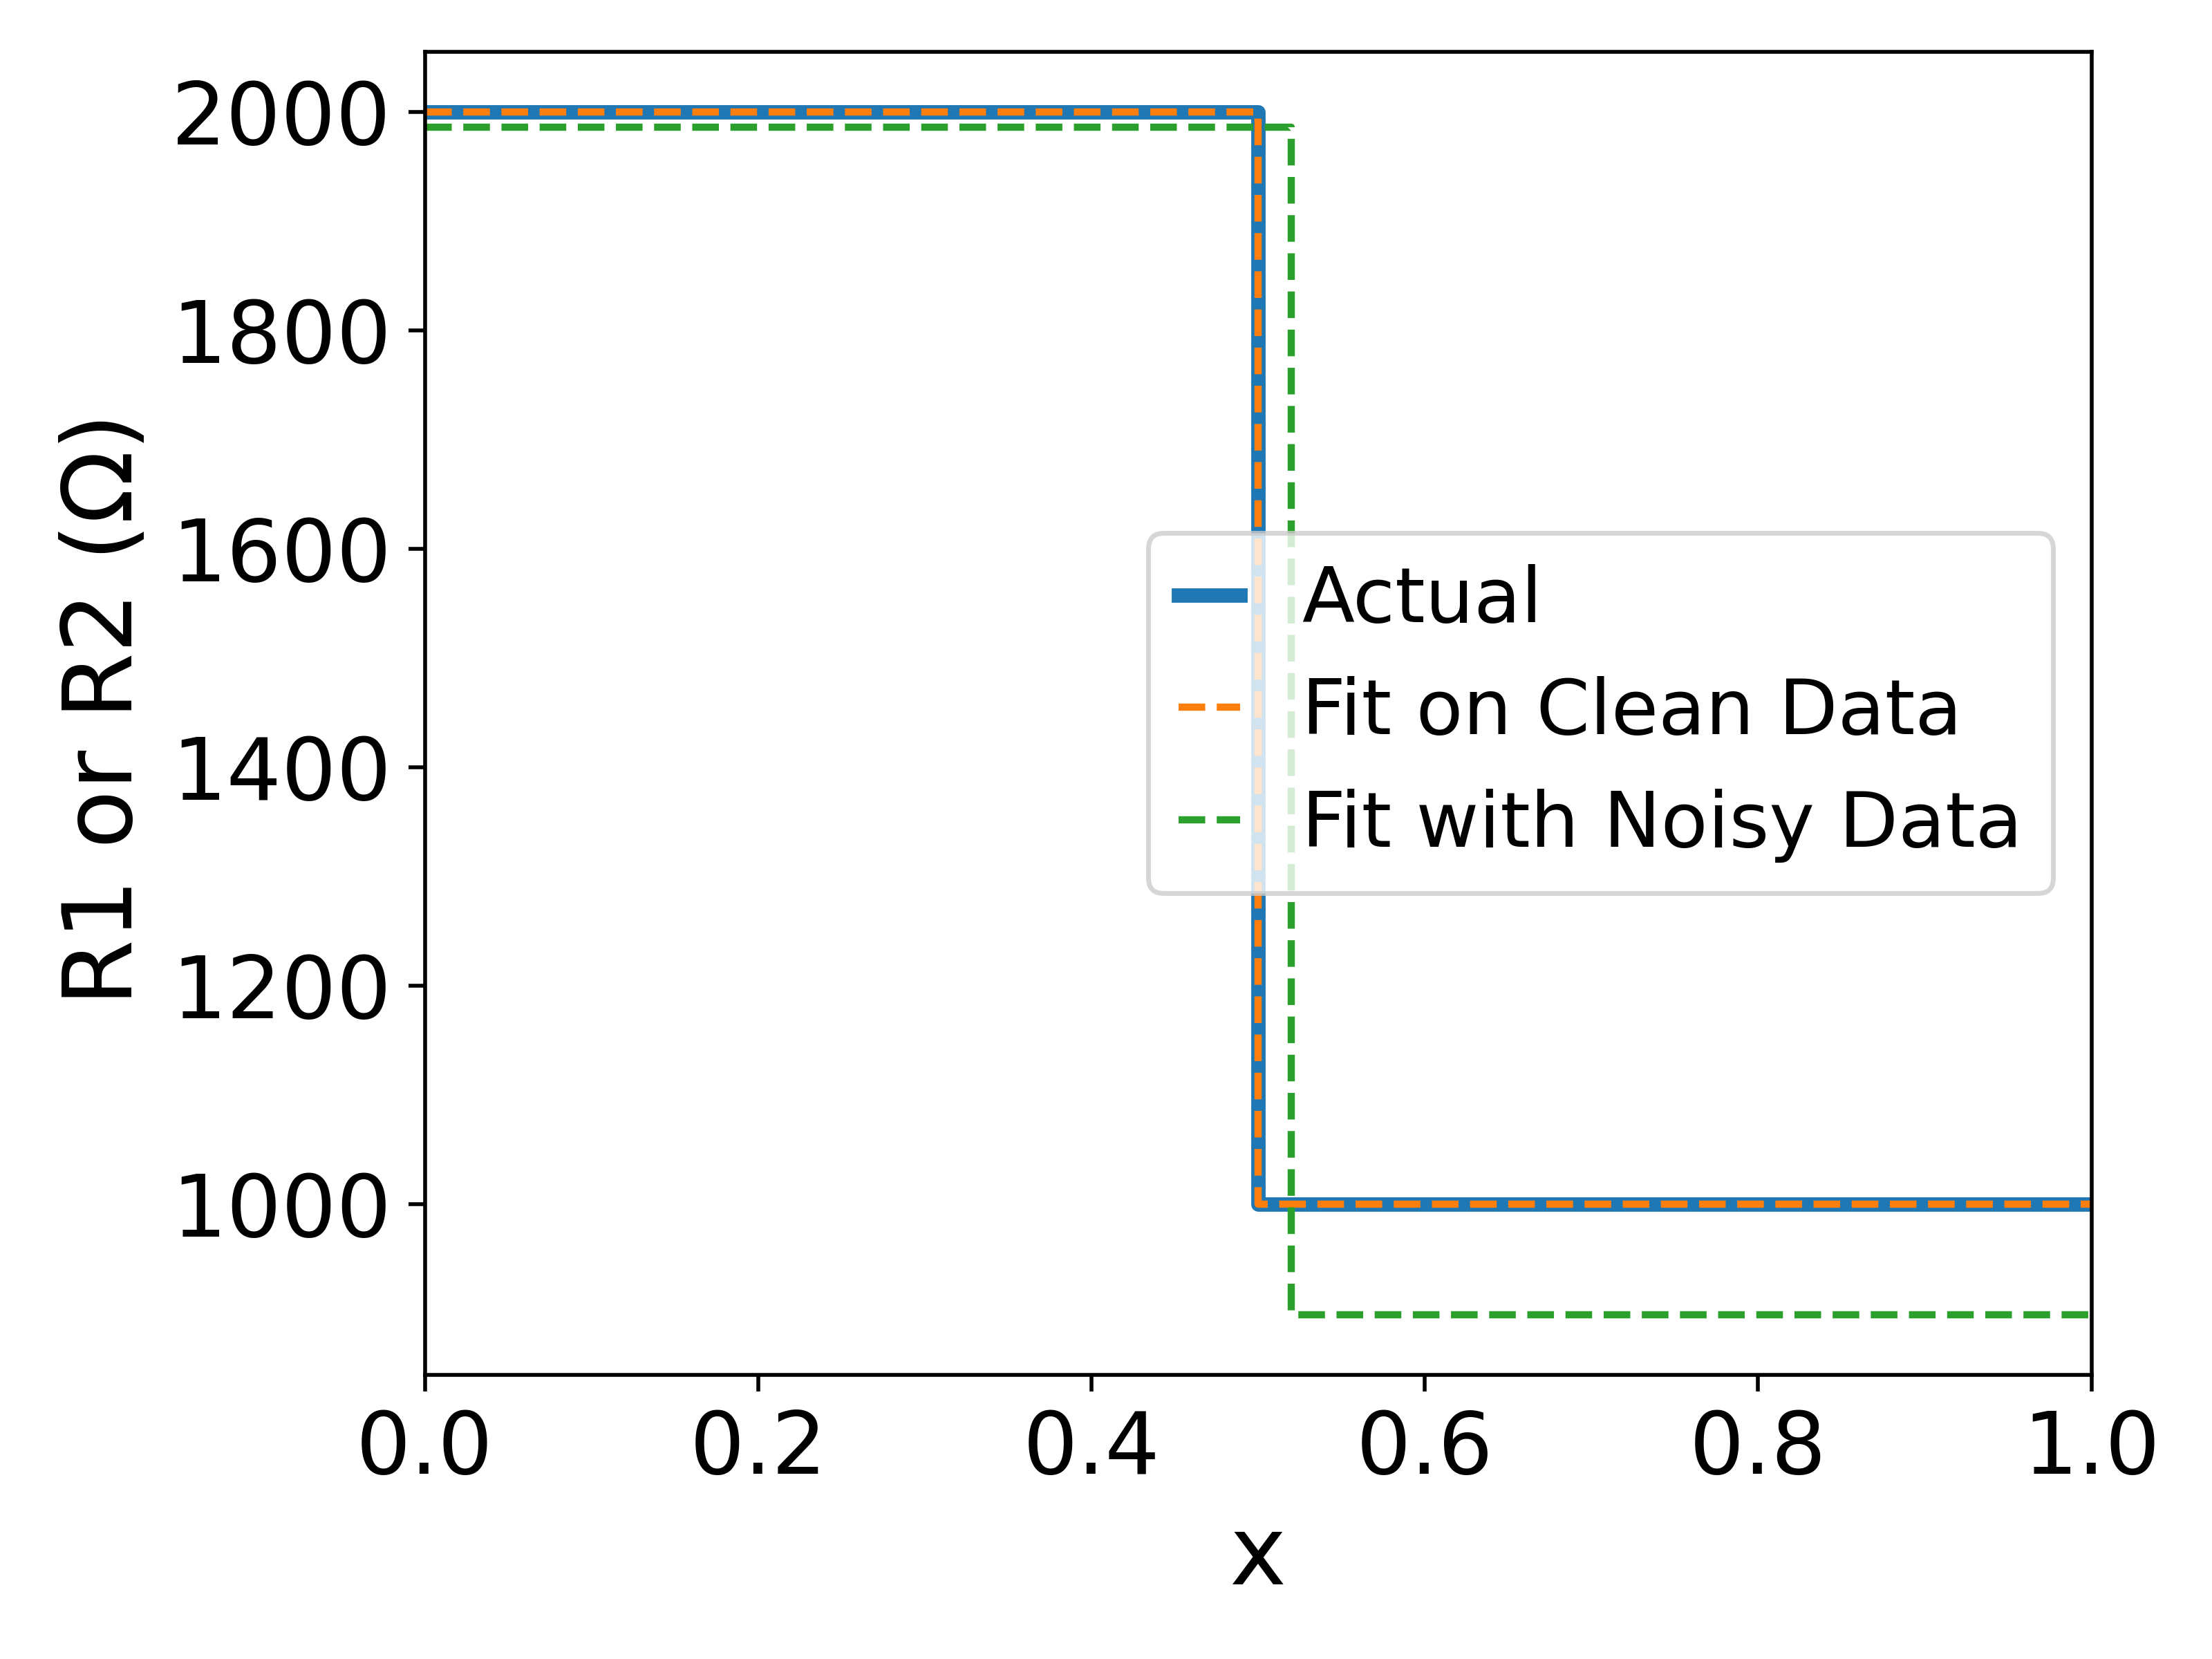 2000
1800
1600
1400
1200
1000
R1 or R2 (Ω)
Actual
Fit on Clean Data
Fit with Noisy Data
0.0 0.2 0.4 0.6 0.8 1.0
x